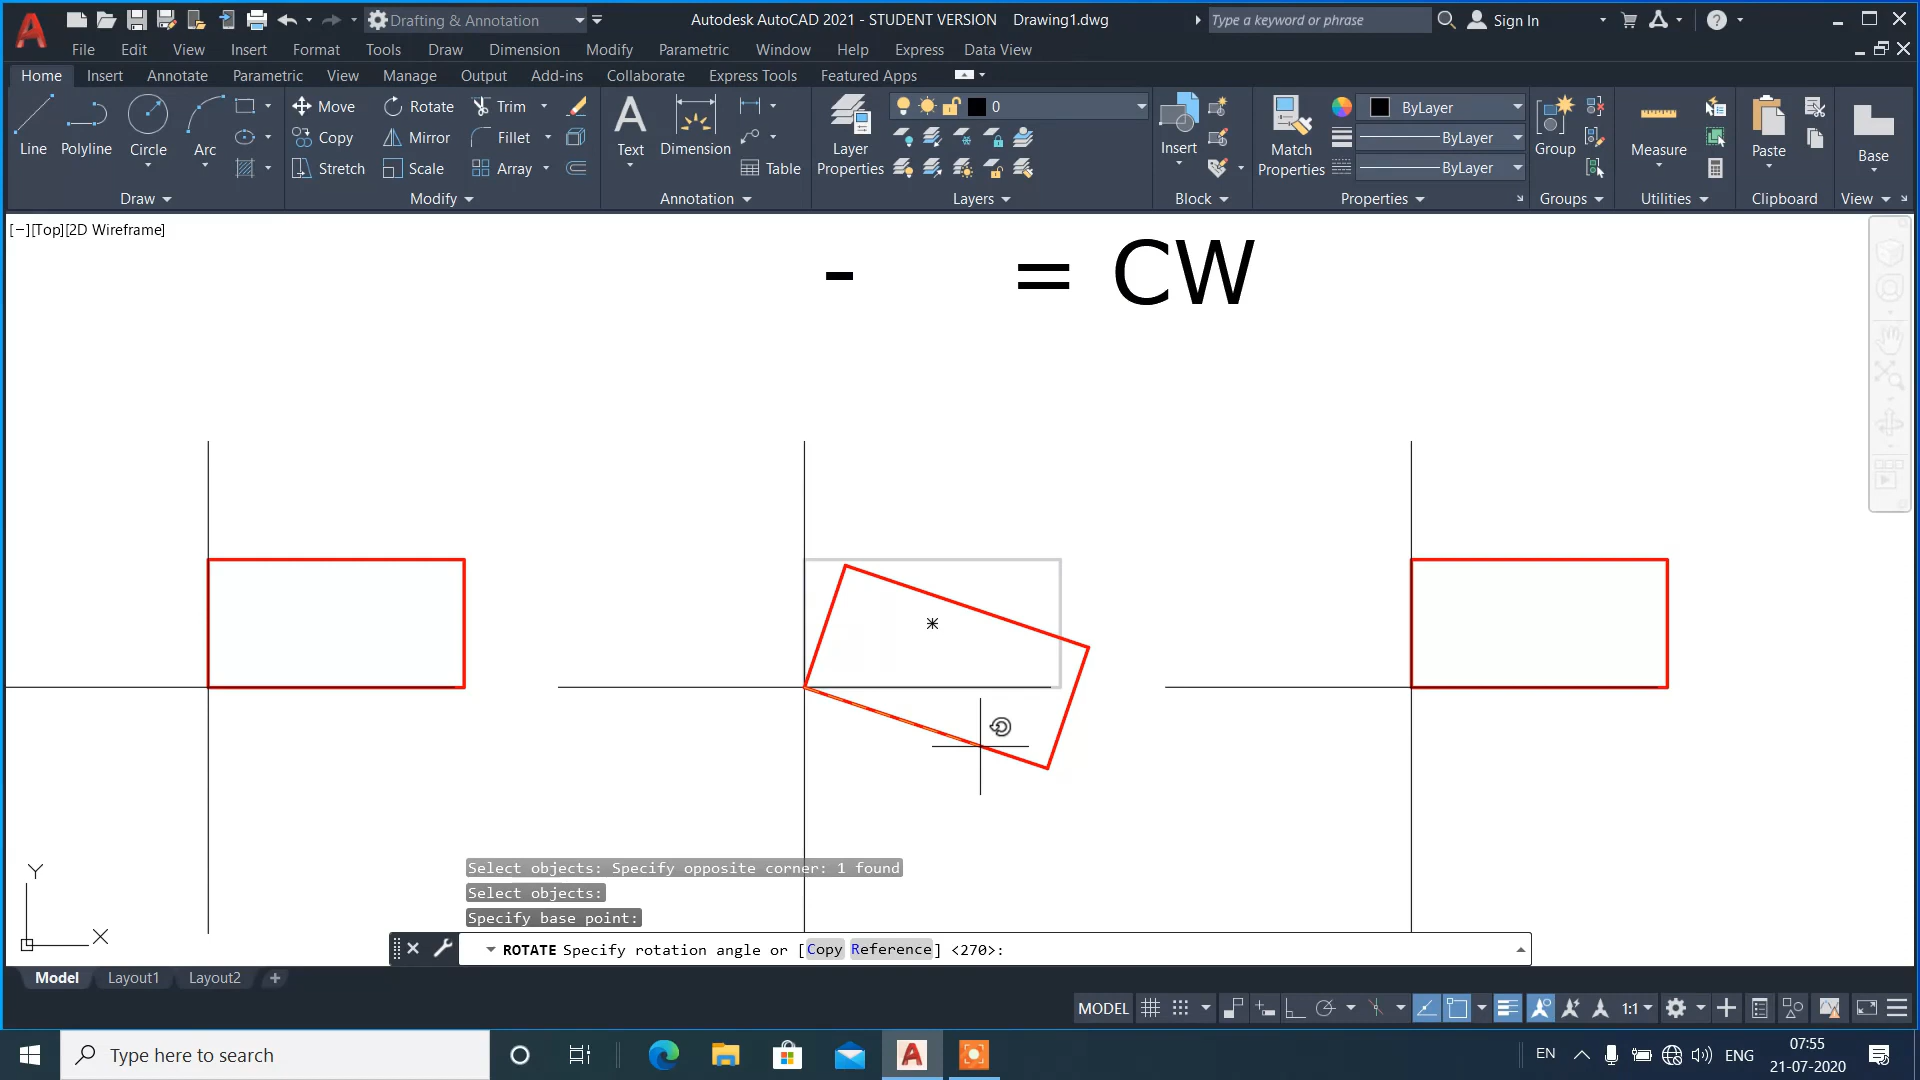 Drafting & Annotation
Autodesk AutoCAD 2021 - STUDENT VERSION Drawing1.dwg
Type a keyword or phrase
Sign In
File Edit View Insert Format Tools Draw Dimension Modify Parametric Window Help Express Data View
Home Insert Annotate Parametric View Manage Output Add-ins Collaborate Express Tools Featured Apps
Line Polyline Circle Arc
Move Rotate Trim
Copy Mirror Fillet
Stretch Scale Array
Text Dimension Table
Layer Properties
0
Insert
Match Properties
ByLayer
ByLayer
ByLayer
Group
Measure
Paste
Base
Draw Modify Annotation Layers Block Properties Groups Utilities Clipboard View
[−][Top][2D Wireframe]
- = CW
Y
X
Select objects: Specify opposite corner: 1 found
Select objects:
Specify base point:
ROTATE Specify rotation angle or [Copy Reference] <270>:
Model Layout1 Layout2 +
MODEL 1:1
Type here to search
EN ENG
07:55
21-07-2020